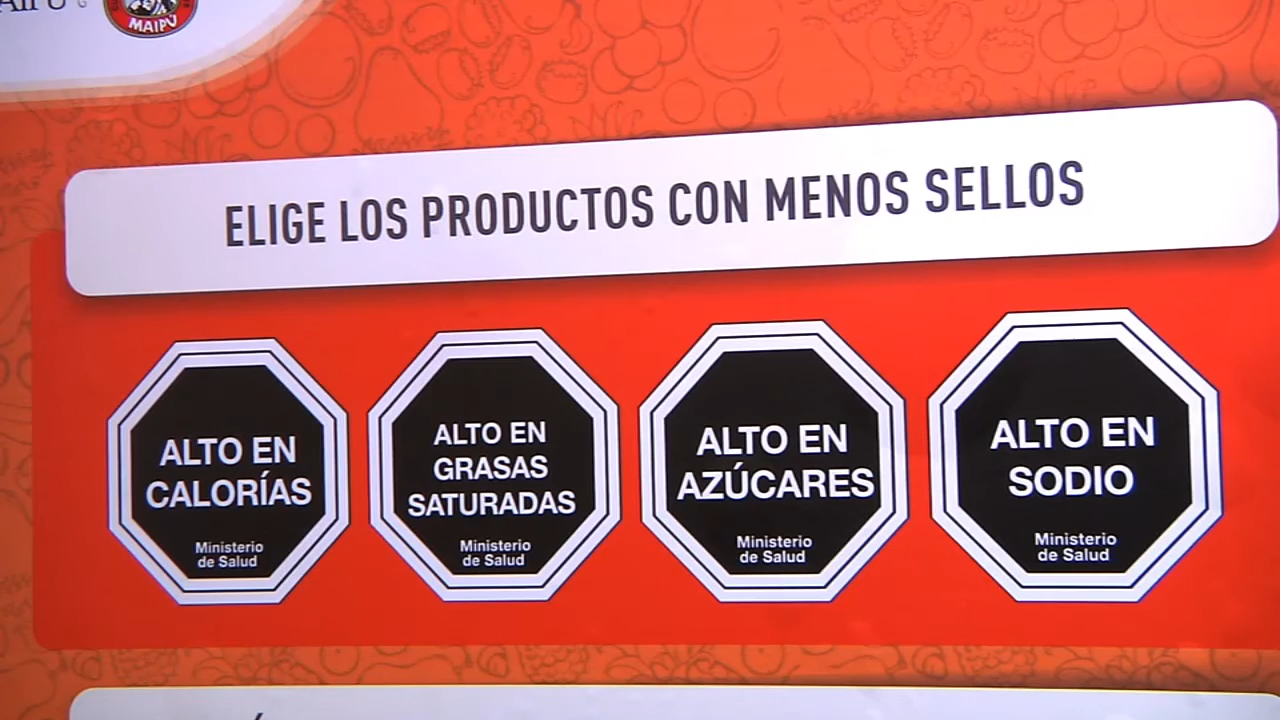 MAIPÚ
ELIGE LOS PRODUCTOS CON MENOS SELLOS
ALTO EN
CALORÍAS
Ministerio
de Salud
ALTO EN
GRASAS
SATURADAS
Ministerio
de Salud
ALTO EN
AZÚCARES
Ministerio
de Salud
ALTO EN
SODIO
Ministerio
de Salud